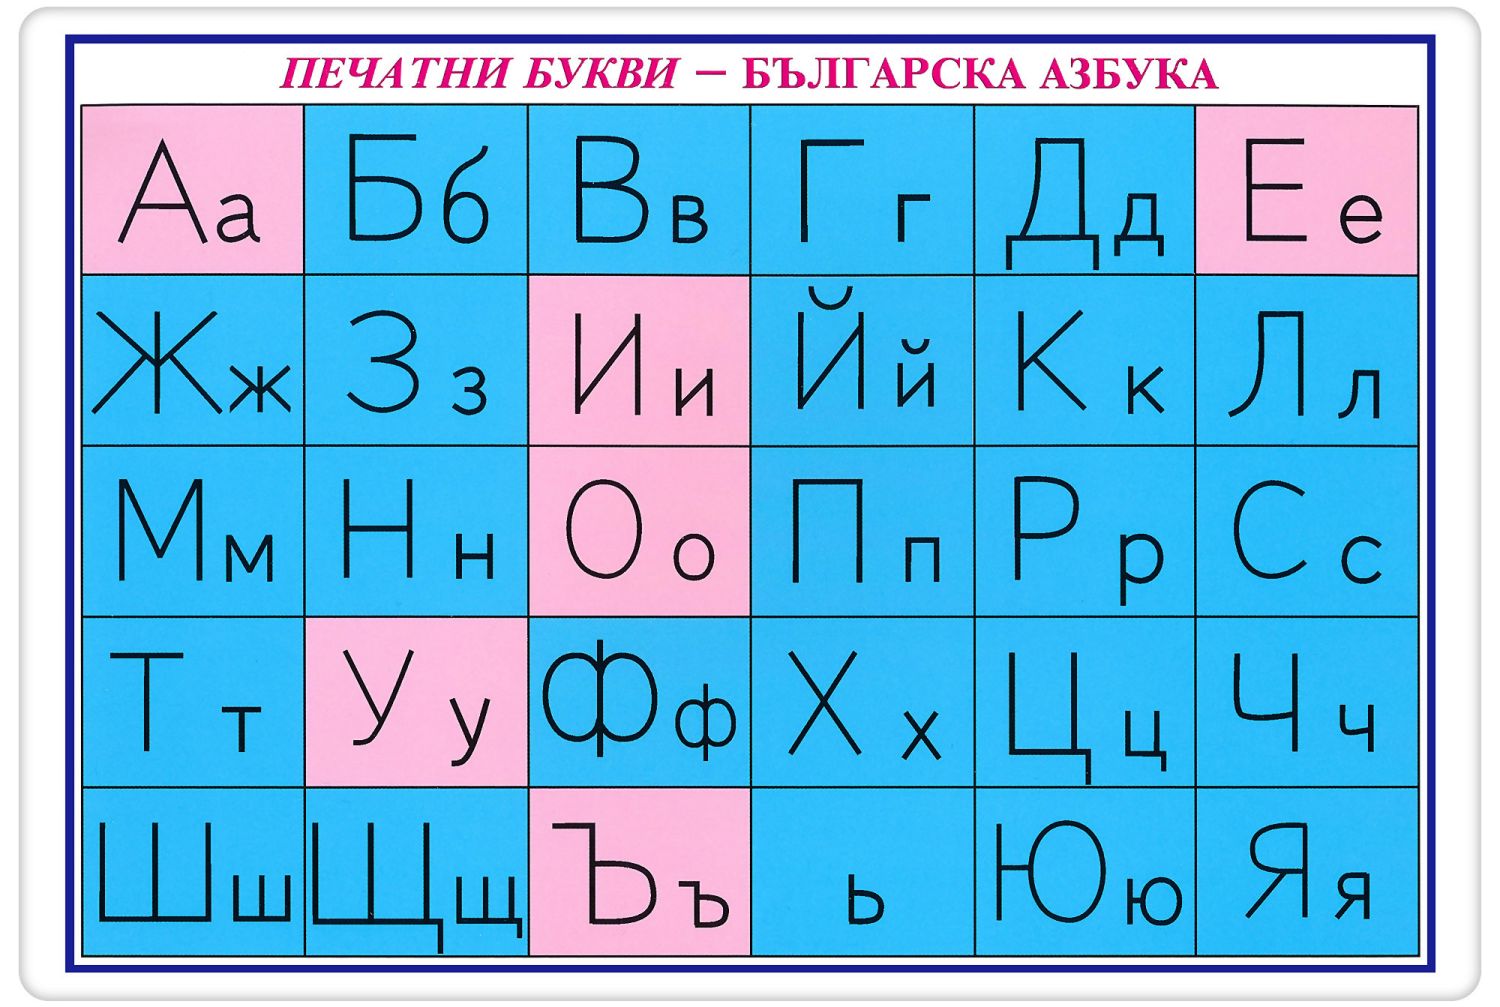 ПЕЧАТНИ БУКВИ – БЪЛГАРСКА АЗБУКА
Аа Бб Вв Гг Дд Ее
Жж Зз Ии Йй Кк Лл
Мм Нн Оо Пп Рр Сс
Тт Уу Фф Хх Цц Чч
Шш Щщ Ъъ ь Юю Яя